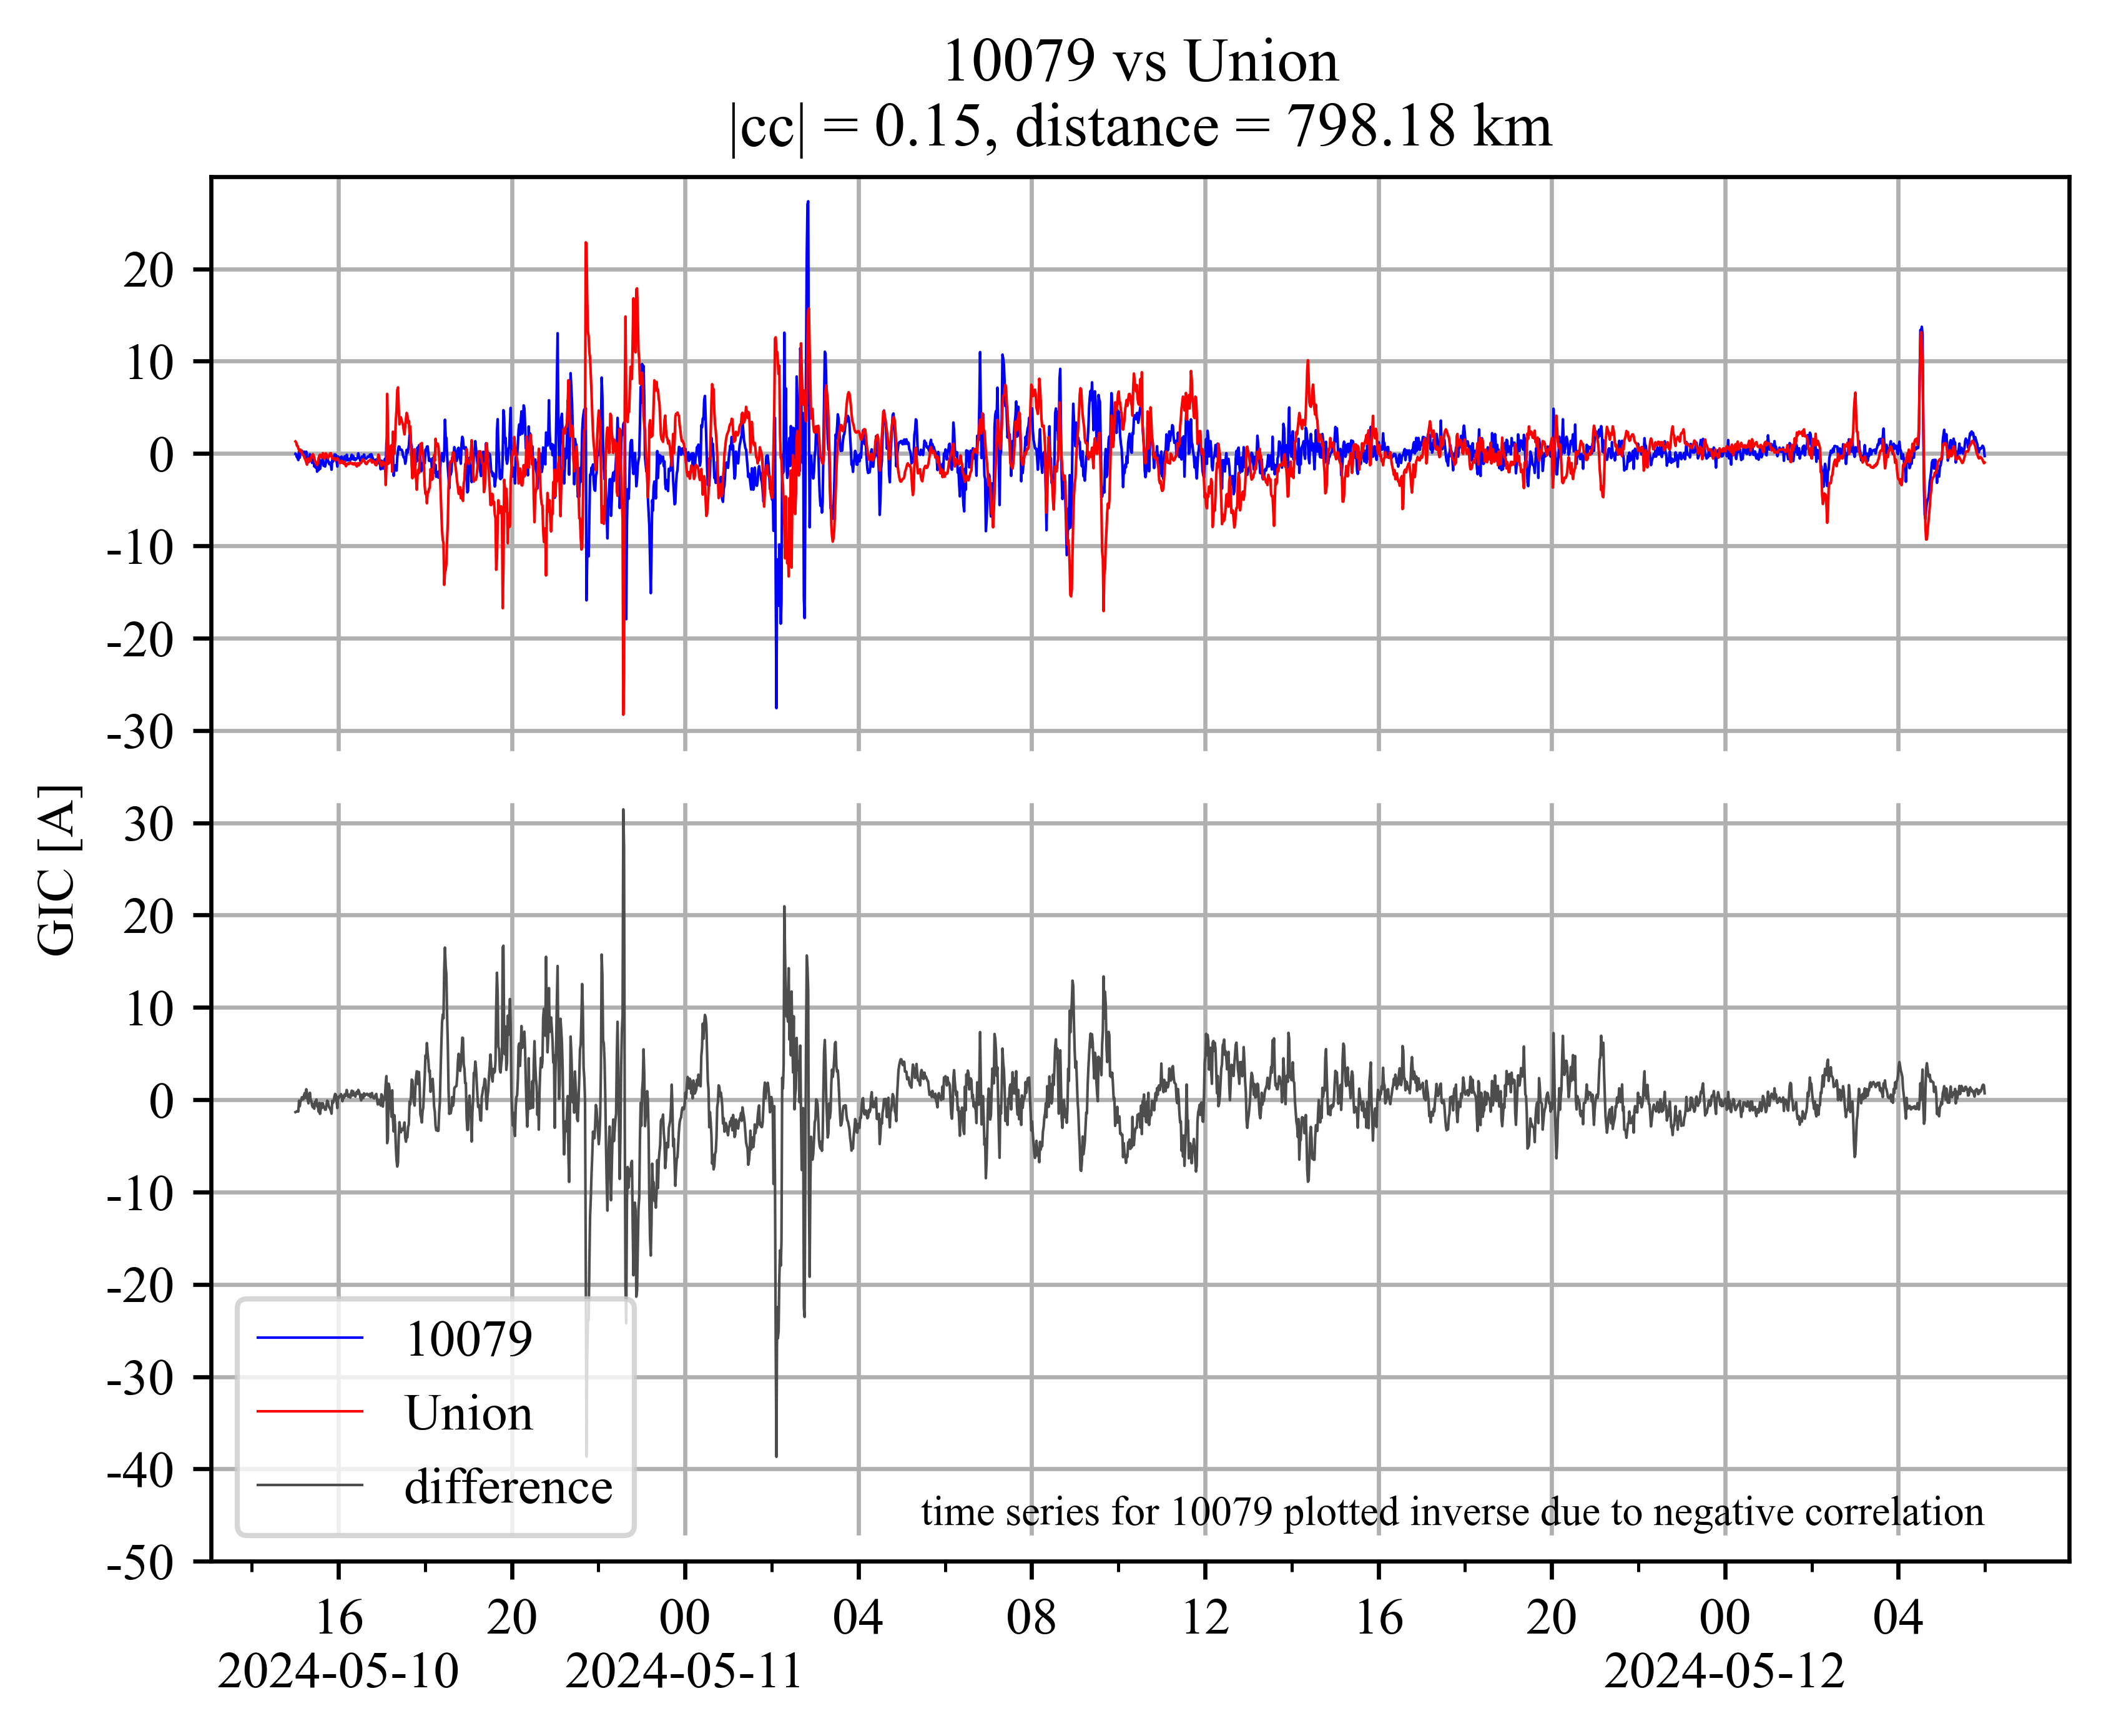 10079 vs Union
|cc| = 0.15, distance = 798.18 km
GIC [A]
20
10
0
-10
-20
-30
30
20
10
0
-10
-20
-30
-40
-50
10079
Union
difference
time series for 10079 plotted inverse due to negative correlation
16 20 00 04 08 12 16 20 00 04
2024-05-10 2024-05-11 2024-05-12